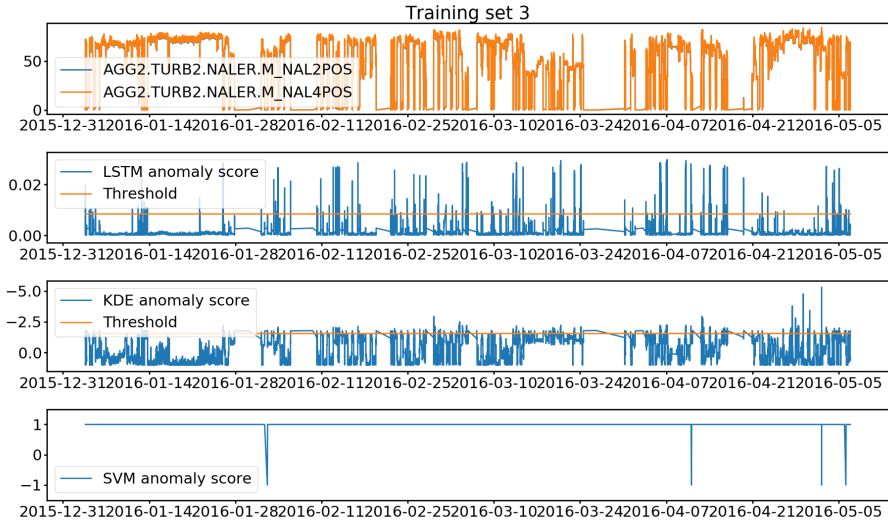 Training set 3
50
0
AGG2.TURB2.NALER.M_NAL2POS
AGG2.TURB2.NALER.M_NAL4POS
2015-12-31 2016-01-14 2016-01-28 2016-02-11 2016-02-25 2016-03-10 2016-03-24 2016-04-07 2016-04-21 2016-05-05
0.02
0.00
LSTM anomaly score
Threshold
2015-12-31 2016-01-14 2016-01-28 2016-02-11 2016-02-25 2016-03-10 2016-03-24 2016-04-07 2016-04-21 2016-05-05
−5.0
−2.5
0.0
KDE anomaly score
Threshold
2015-12-31 2016-01-14 2016-01-28 2016-02-11 2016-02-25 2016-03-10 2016-03-24 2016-04-07 2016-04-21 2016-05-05
1
0
−1
SVM anomaly score
2015-12-31 2016-01-14 2016-01-28 2016-02-11 2016-02-25 2016-03-10 2016-03-24 2016-04-07 2016-04-21 2016-05-05